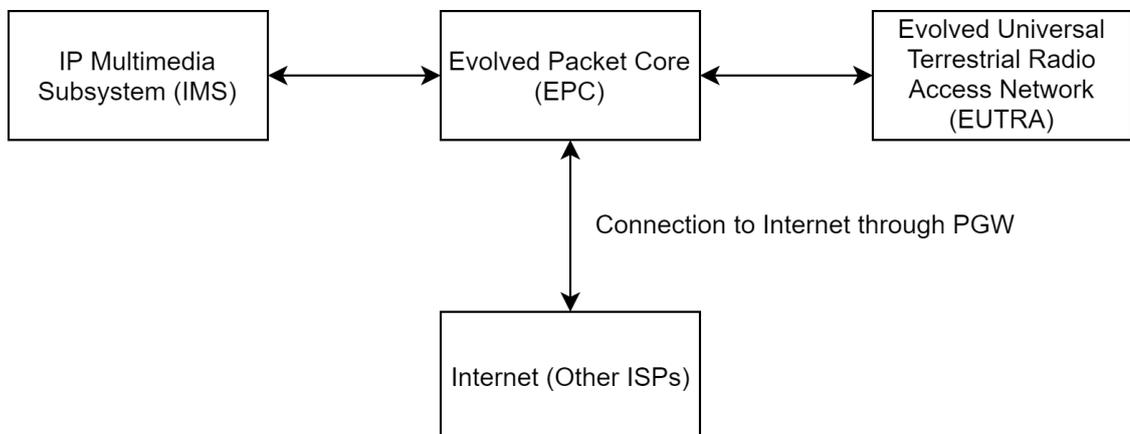 IP Multimedia
Subsystem (IMS)
Evolved Packet Core
(EPC)
Evolved Universal
Terrestrial Radio
Access Network
(EUTRA)
Connection to Internet through PGW
Internet (Other ISPs)